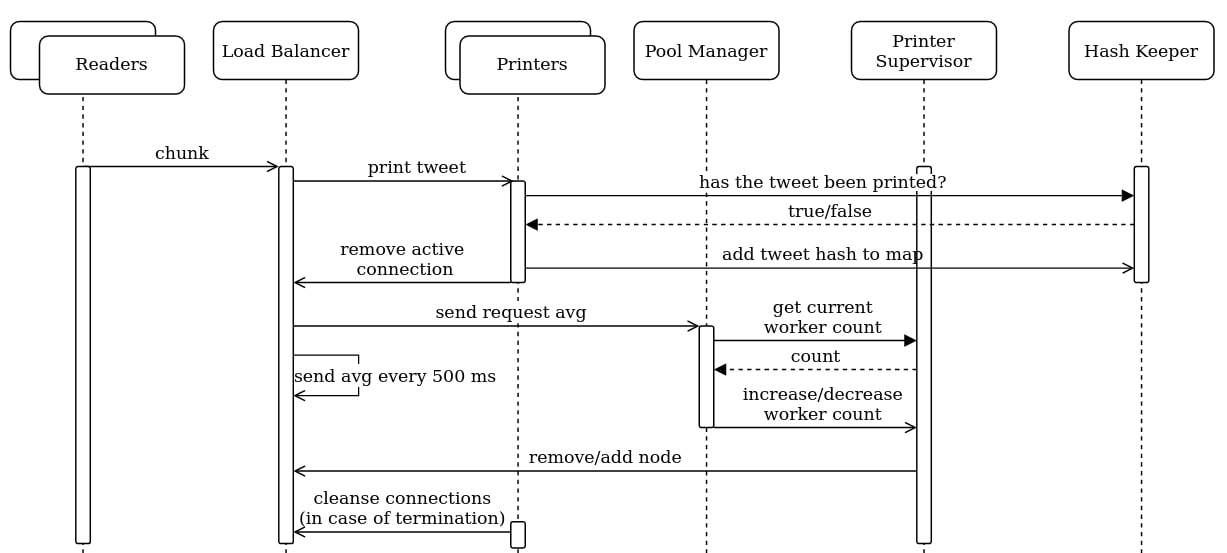 Readers
Load Balancer
Printers
Pool Manager
Printer
Supervisor
Hash Keeper
chunk
print tweet
has the tweet been printed?
true/false
remove active
connection
add tweet hash to map
send request avg
get current
worker count
send avg every 500 ms
count
increase/decrease
worker count
remove/add node
cleanse connections
(in case of termination)